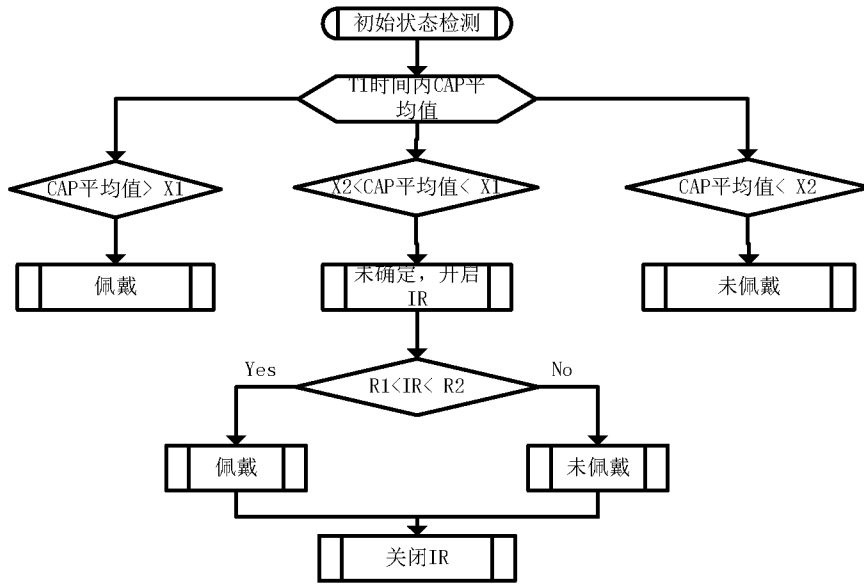 初始状态检测
T1时间内CAP平
均值
CAP平均值> X1
X2<CAP平均值< X1
CAP平均值< X2
佩戴
未确定，开启
IR
未佩戴
Yes
R1<IR< R2
No
佩戴
未佩戴
关闭IR